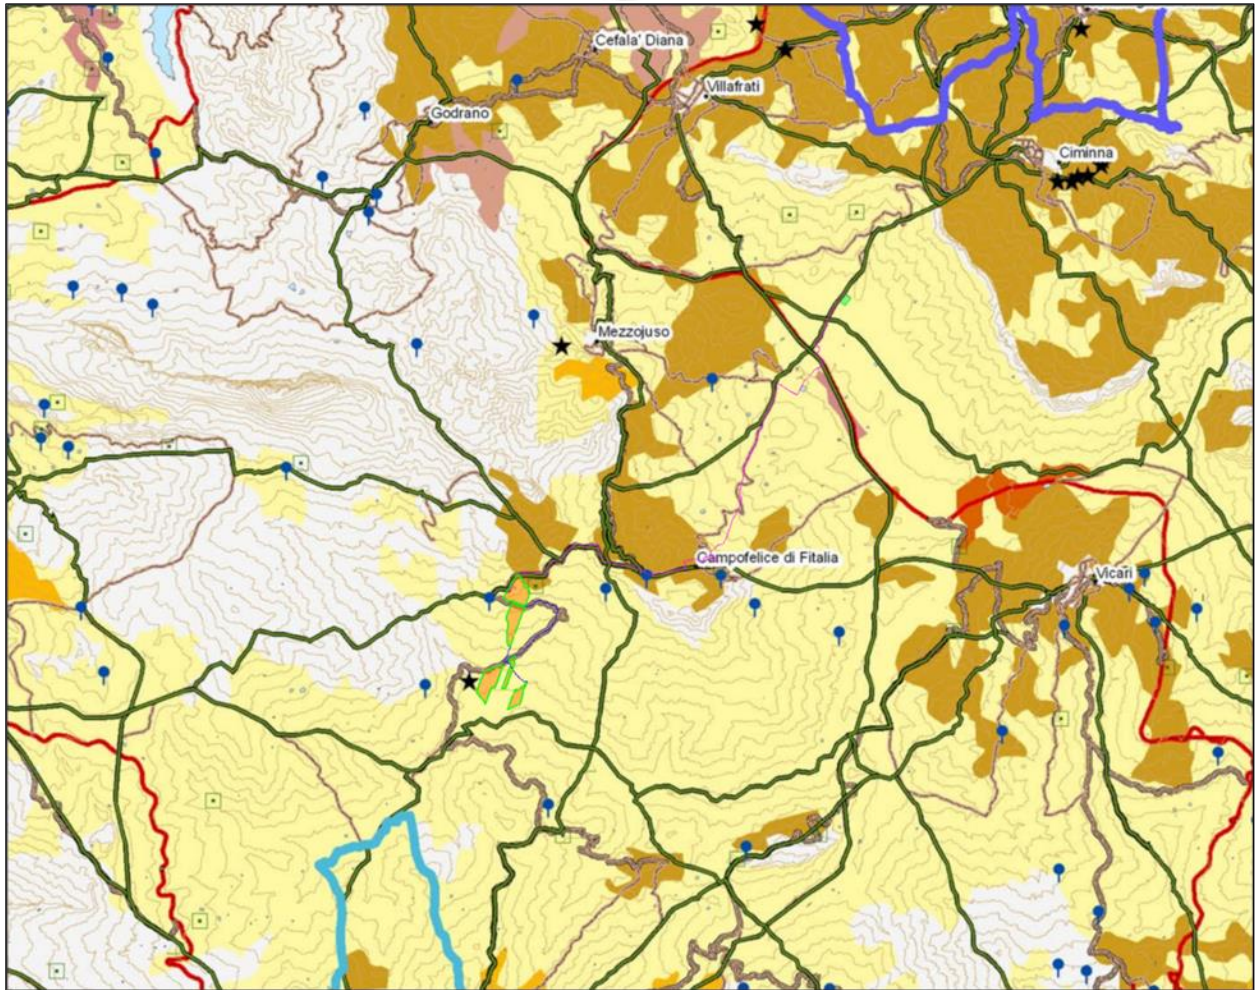 Cefala' Diana
Villafrati
Godrano
Ciminna
Mezzojuso
Campofelice di Fitalia
Vicari